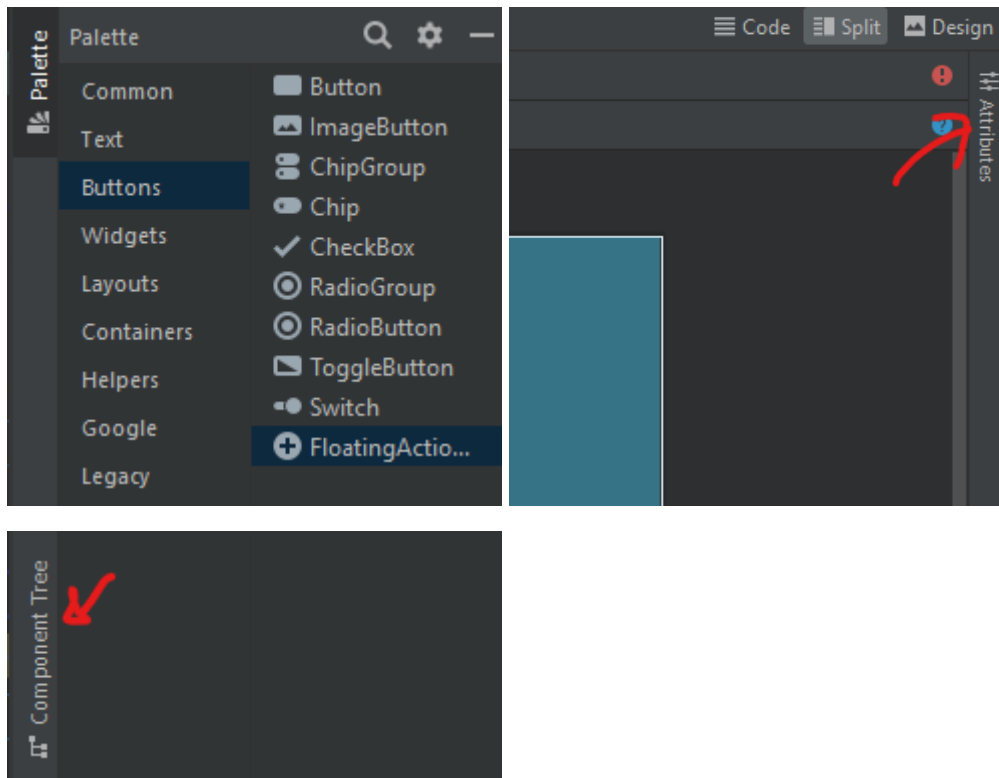 Palette
Palette
Common
Text
Buttons
Widgets
Layouts
Containers
Helpers
Google
Legacy
Button
ImageButton
ChipGroup
Chip
CheckBox
RadioGroup
RadioButton
ToggleButton
Switch
FloatingActio...
Code Split Design
Attributes
Component Tree